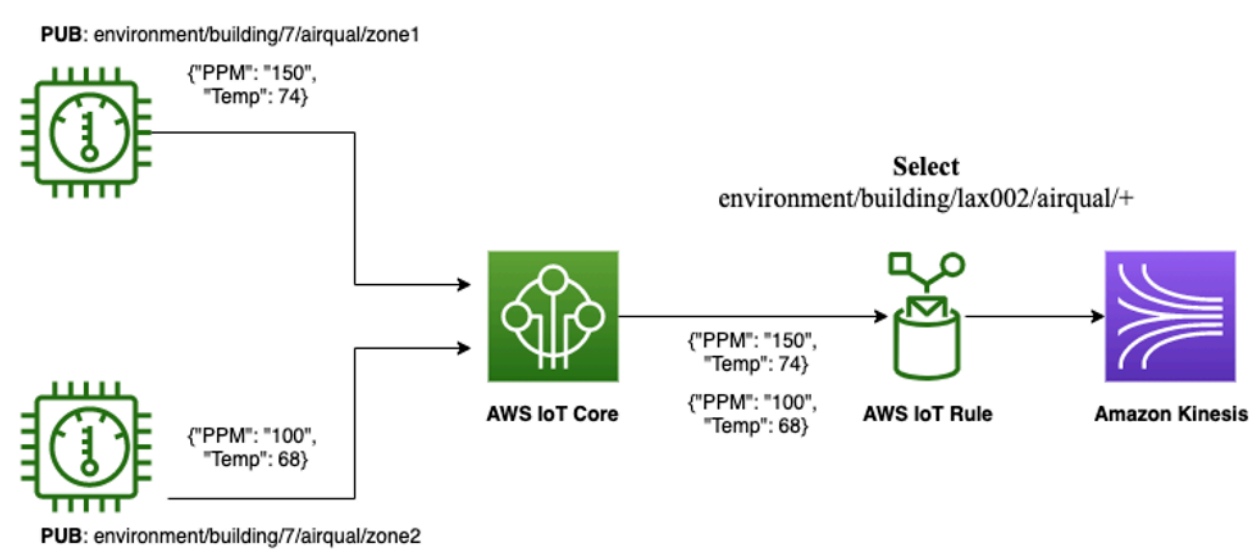 PUB: environment/building/7/airqual/zone1
{"PPM": "150",
"Temp": 74}
Select
environment/building/lax002/airqual/+
{"PPM": "150",
"Temp": 74}
{"PPM": "100",
"Temp": 68}
AWS IoT Core
AWS IoT Rule
Amazon Kinesis
{"PPM": "100",
"Temp": 68}
PUB: environment/building/7/airqual/zone2